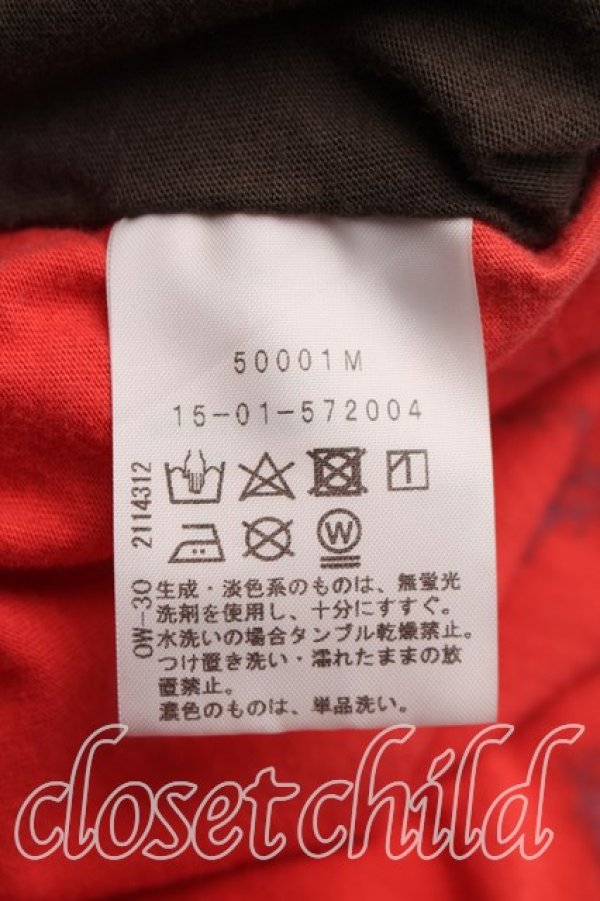 50001M
15-01-572004
W
生成・淡色系のものは、無蛍光
洗剤を使用し、十分にすすぐ。
水洗いの場合タンブル乾燥禁止。
つけ置き洗い・濡れたままの放
置禁止。
濃色のものは、単品洗い。
OW-30 2114312
closet child